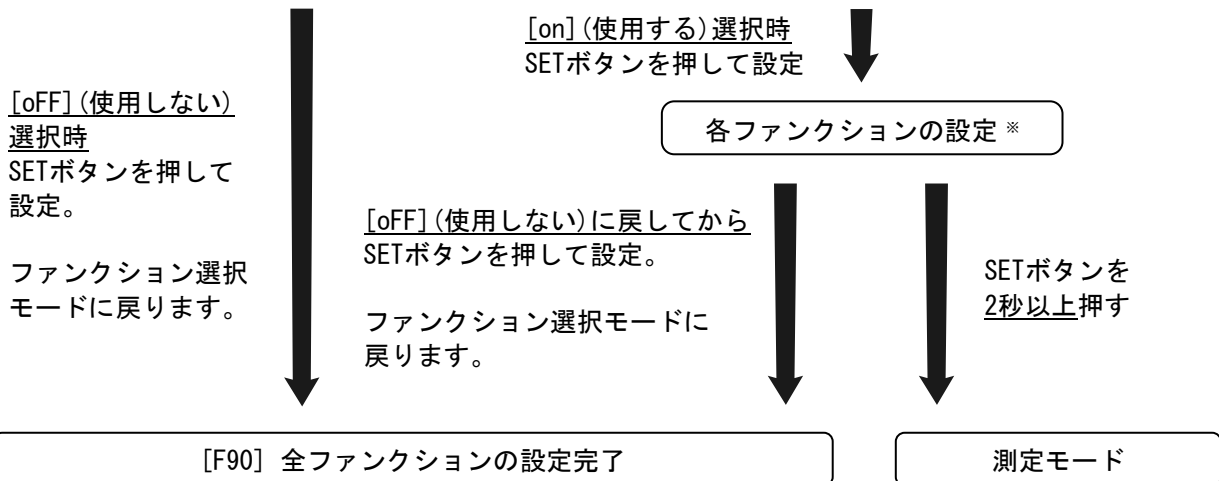 [on](使用する)選択時
SETボタンを押して設定
[oFF](使用しない)
選択時
SETボタンを押して
設定。
ファンクション選択
モードに戻ります。
各ファンクションの設定※
[oFF](使用しない)に戻してから
SETボタンを押して設定。
ファンクション選択モードに
戻ります。
SETボタンを
2秒以上押す
[F90] 全ファンクションの設定完了
測定モード